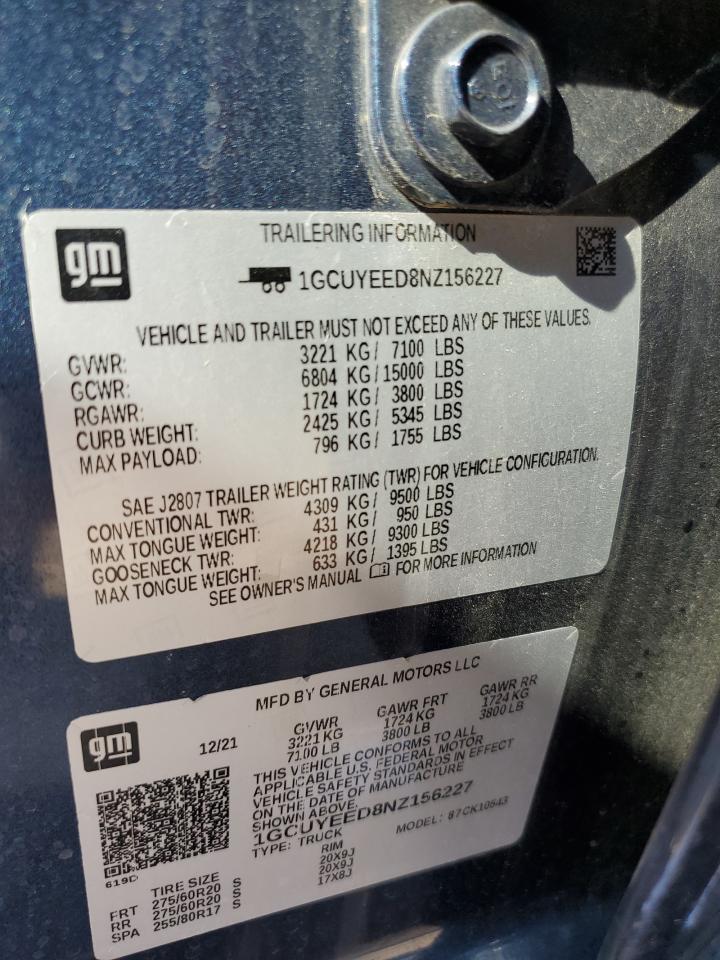 gm
TRAILERING INFORMATION
1GCUYEED8NZ156227
VEHICLE AND TRAILER MUST NOT EXCEED ANY OF THESE VALUES.
GVWR: 3221 KG/ 7100 LBS
GCWR: 6804 KG/15000 LBS
RGAWR: 1724 KG/ 3800 LBS
CURB WEIGHT: 2425 KG/ 5345 LBS
MAX PAYLOAD: 796 KG/ 1755 LBS
SAE J2807 TRAILER WEIGHT RATING (TWR) FOR VEHICLE CONFIGURATION.
CONVENTIONAL TWR: 4309 KG/ 9500 LBS
MAX TONGUE WEIGHT: 431 KG/ 950 LBS
GOOSENECK TWR: 4218 KG/ 9300 LBS
MAX TONGUE WEIGHT: 633 KG/ 1395 LBS
SEE OWNER'S MANUAL FOR MORE INFORMATION
gm
MFD BY GENERAL MOTORS LLC
12/21 GVWR GAWR FRT GAWR RR
3221 KG 1724 KG 1724 KG
7100 LB 3800 LB 3800 LB
THIS VEHICLE CONFORMS TO ALL
APPLICABLE U.S. FEDERAL MOTOR
VEHICLE SAFETY STANDARDS IN EFFECT
ON THE DATE OF MANUFACTURE
SHOWN ABOVE.
1GCUYEED8NZ156227
TYPE: TRUCK MODEL: 87CK10543
619D
TIRE SIZE RIM
FRT 275/60R20 S 20X9J
RR 275/60R20 S 20X9J
SPA 255/80R17 S 17X8J